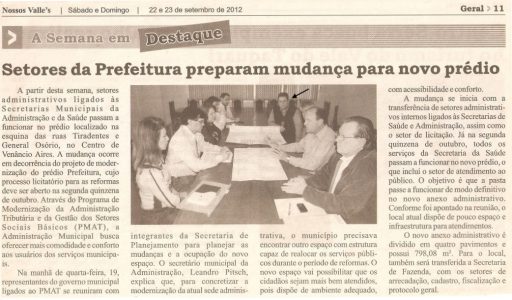 Nossos Valle's | Sábado e Domingo | 22 e 23 de setembro de 2012
Geral > 11
A Semana em Destaque
Setores da Prefeitura preparam mudança para novo prédio
A partir desta semana, setores
administrativos ligados às
Secretarias Municipais da
Administração e da Saúde passam a
funcionar no prédio localizado na
esquina das ruas Tiradentes e
General Osório, no Centro de
Venâncio Aires. A mudança ocorre
em decorrência do projeto de moder-
nização do prédio Prefeitura, cujo
processo licitatório para as reformas
deve ser aberto na segunda quinzena
de outubro. Através do Programa de
Modernização da Administração
Tributária e da Gestão dos Setores
Sociais Básicos (PMAT), a
Administração Municipal busca
oferecer mais comodidade e conforto
aos usuários dos serviços municipa-
is.
Na manhã de quarta-feira, 19,
representantes do governo municipal
ligados ao PMAT se reuniram com
integrantes da Secretaria de
Planejamento para planejar as
mudanças e a ocupação do novo
espaço. O secretário municipal da
Administração, Leandro Pitsch,
explica que, para concretizar a
modernização da atual sede adminis-
trativa, o município precisava
encontrar outro espaço com estrutura
capaz de realocar os serviços públi-
cos durante o período de reformas. O
novo espaço vai possibilitar que os
cidadãos sejam mais bem atendidos,
pois dispõe de ambiente adequado,
com acessibilidade e conforto.
A mudança se inicia com a
transferência de setores administrati-
vos internos ligados às Secretarias de
Saúde e Administração, assim como
o setor de licitação. Já na segunda
quinzena de outubro, todos os
serviços da Secretaria da Saúde
passam a funcionar no novo prédio, o
que inclui o setor de atendimento ao
público. O objetivo é que a pasta
passe a funcionar de modo definitivo
no novo anexo administrativo.
Conforme foi apontado na reunião, o
local atual dispõe de pouco espaço e
infraestrutura para atendimentos.
O novo anexo administrativo é
dividido em quatro pavimentos e
possui 798,08 m². Para o local,
também será transferido a Secretaria
de Fazenda, com os setores de
arrecadação, cadastro, fiscalização e
protocolo geral.